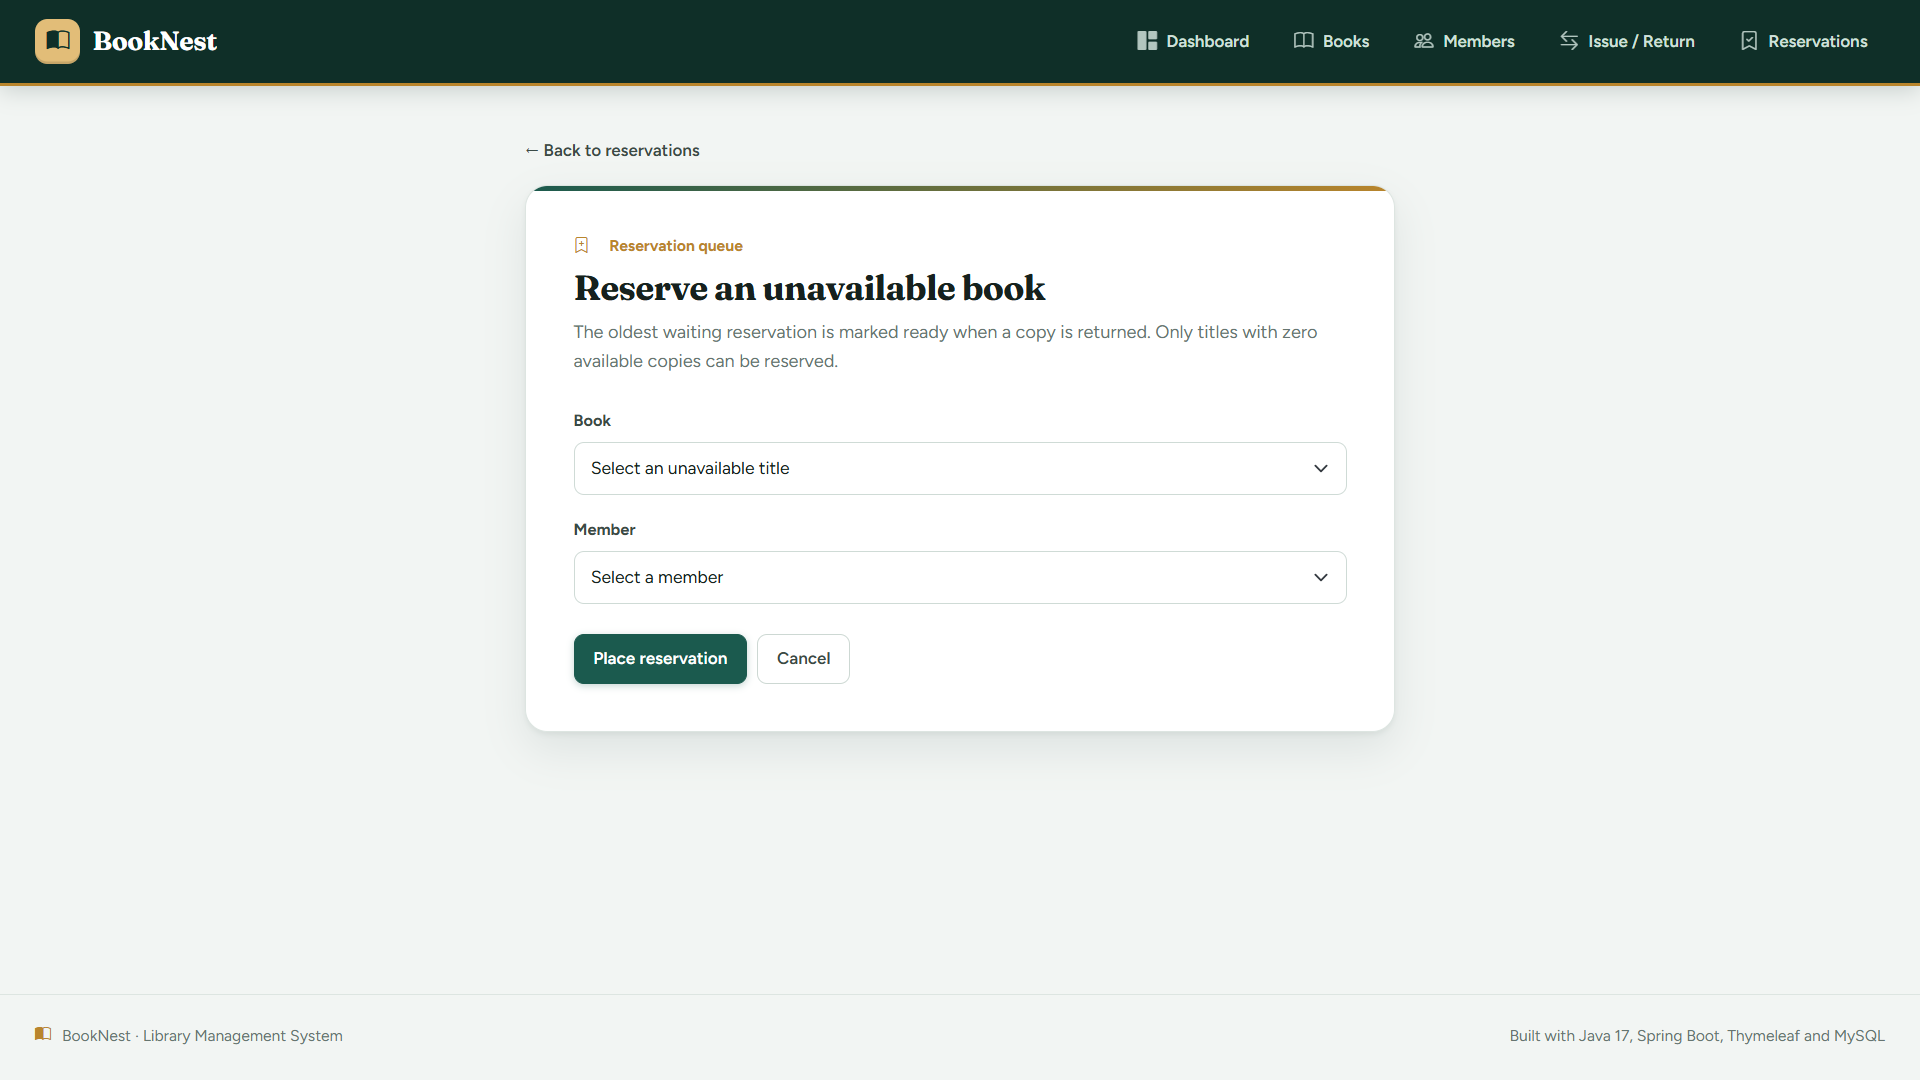 BookNest
Dashboard
Books
Members
Issue / Return
Reservations
← Back to reservations
Reservation queue
Reserve an unavailable book
The oldest waiting reservation is marked ready when a copy is returned. Only titles with zero
available copies can be reserved.
Book
Select an unavailable title
Member
Select a member
Place reservation
Cancel
BookNest · Library Management System
Built with Java 17, Spring Boot, Thymeleaf and MySQL